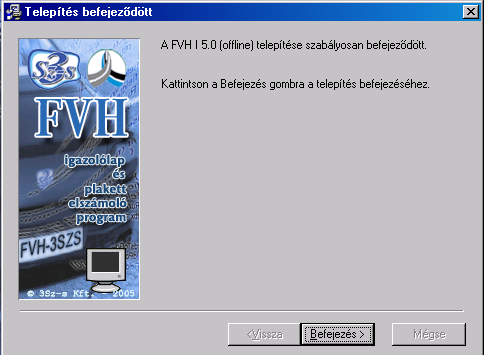 Telepítés befejeződött
A FVH I 5.0 (offline) telepítése szabályosan befejeződött.
Kattintson a Befejezés gombra a telepítés befejezéséhez.
3Sz-s
FVH
igazolólap
és
plakett
elszámoló
program
FVH-3SZS
© 3Sz-s Kft. - 2005
<Vissza
Befejezés >
Mégse